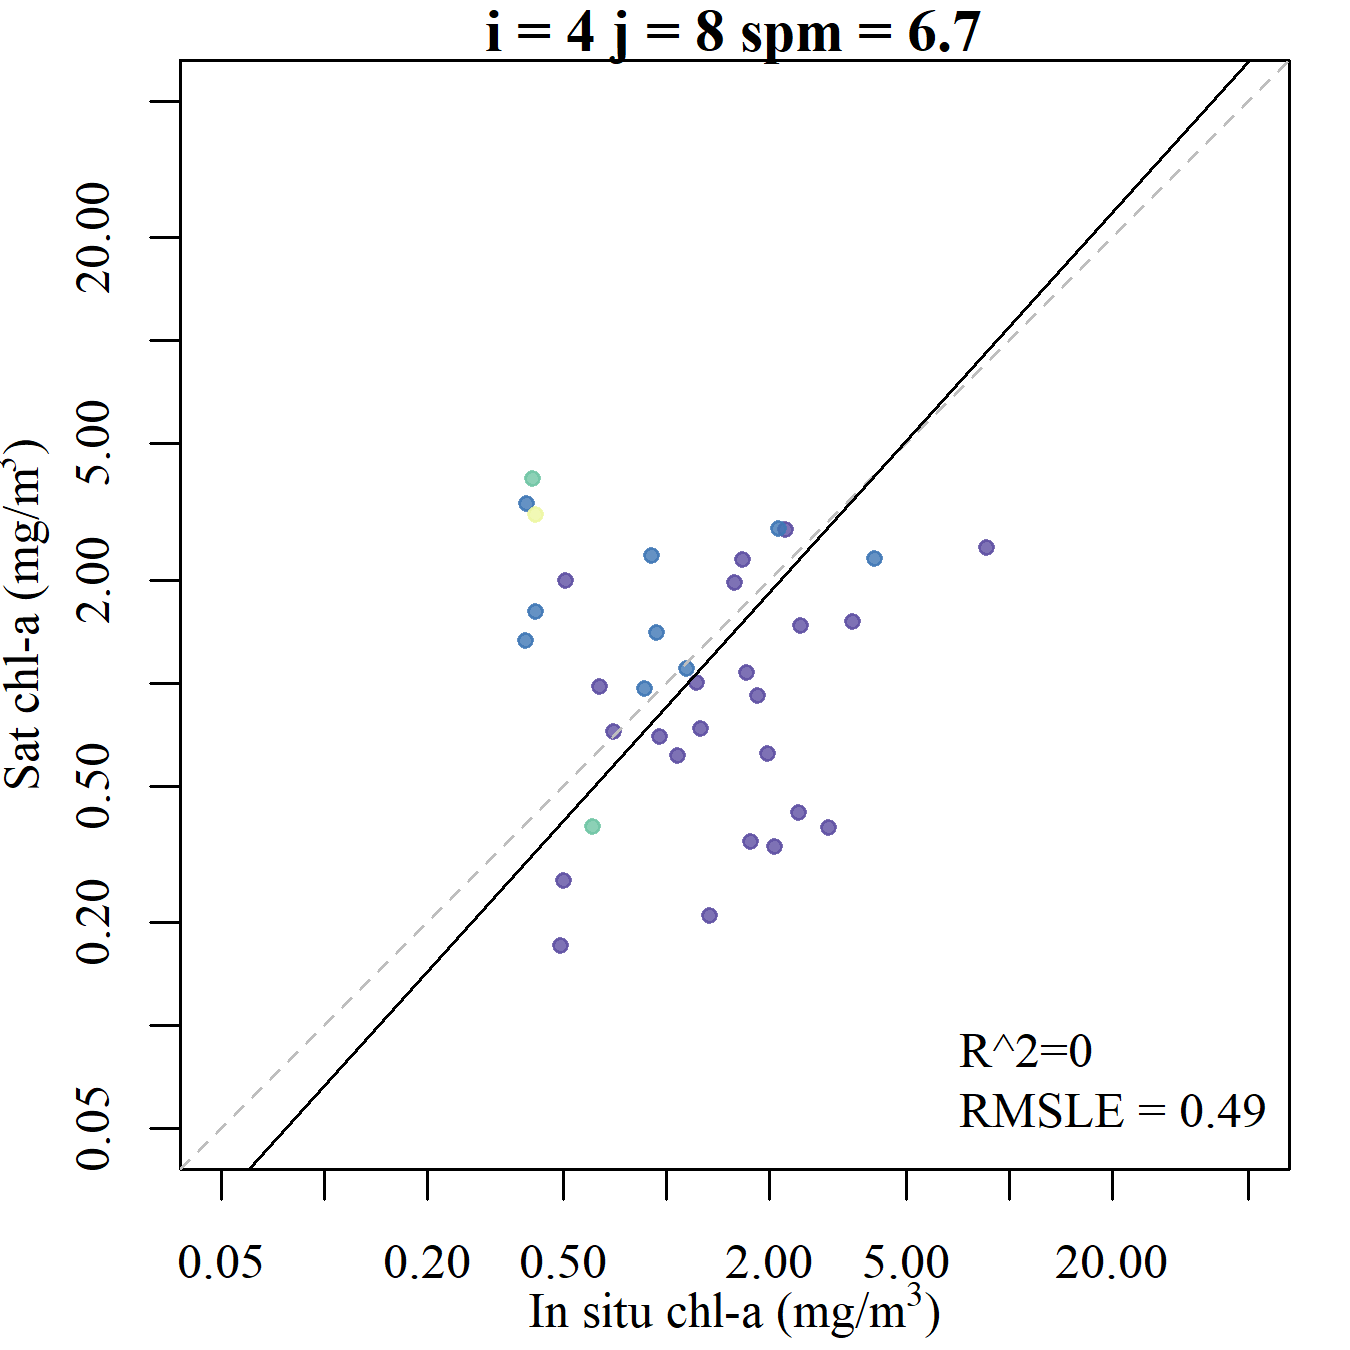 i = 4 j = 8 spm = 6.7
20.00
5.00
2.00
0.50
0.20
0.05
Sat chl-a (mg/m³)
R^2=0
RMSLE = 0.49
0.05 0.20 0.50 2.00 5.00 20.00
In situ chl-a (mg/m³)